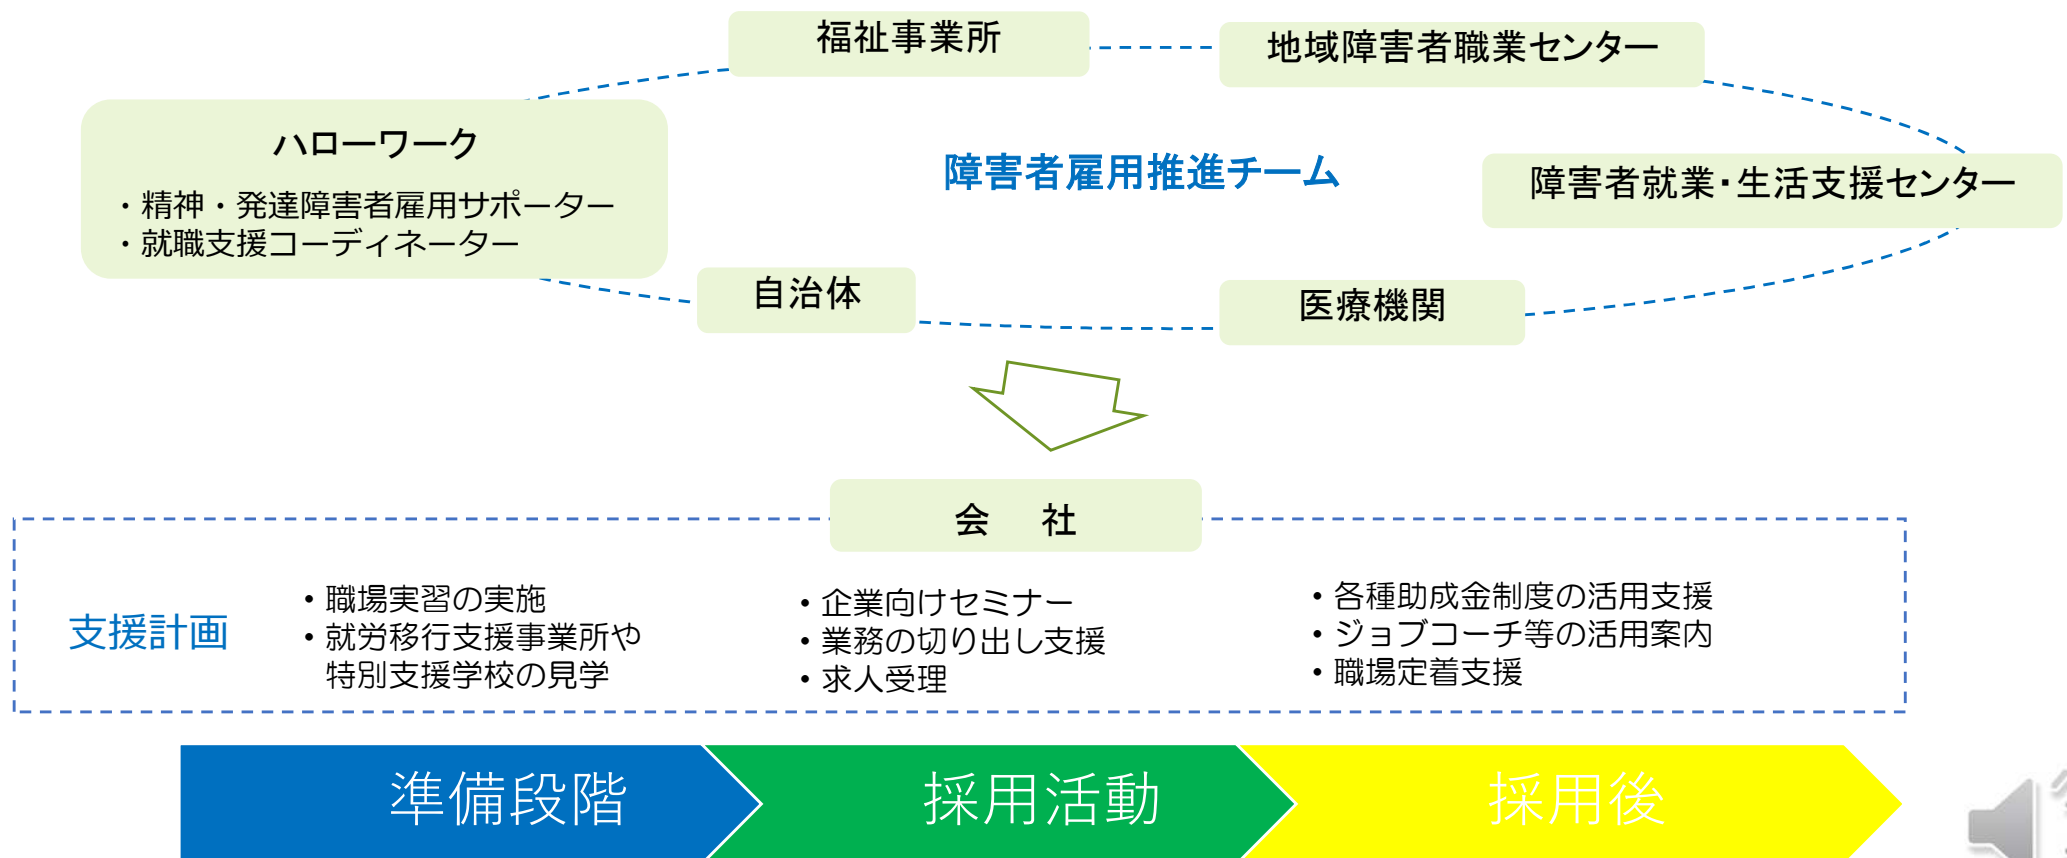 福祉事業所
地域障害者職業センター
ハローワーク
・精神・発達障害者雇用サポーター
・就職支援コーディネーター
障害者雇用推進チーム
障害者就業・生活支援センター
自治体
医療機関
会　社
支援計画
・職場実習の実施
・就労移行支援事業所や
特別支援学校の見学
・企業向けセミナー
・業務の切り出し支援
・求人受理
・各種助成金制度の活用支援
・ジョブコーチ等の活用案内
・職場定着支援
準備段階
採用活動
採用後